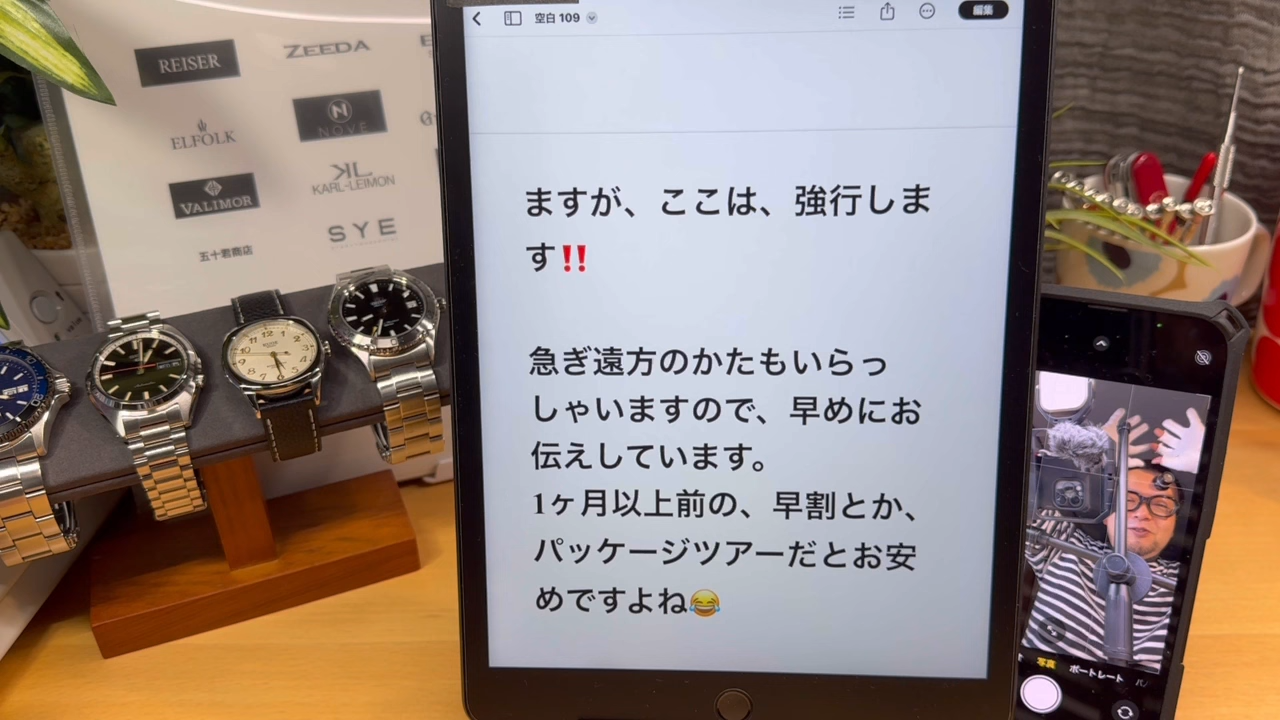 空白 109
編集
ますが、ここは、強行しま
す‼️
急ぎ遠方のかたもいらっ
しゃいますので、早めにお
伝えしています。
1ヶ月以上前の、早割とか、
パッケージツアーだとお安
めですよね😂
REISER
ZEEDA
ELFOLK
N
NOVE
VALIMOR
KL
KARL-LEIMON
五十君商店
SYE
写真
ポートレート